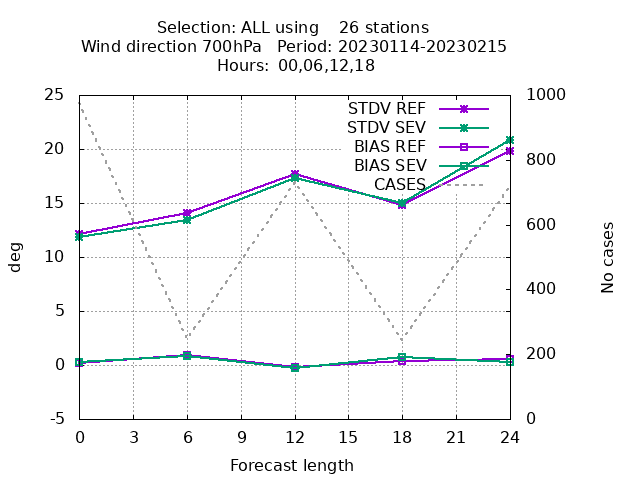 Selection: ALL using    26 stations
Wind direction 700hPa   Period: 20230114-20230215
Hours: 00,06,12,18
STDV REF
STDV SEV
BIAS REF
BIAS SEV
CASES
25
20
15
10
5
0
-5
deg
1000
800
600
400
200
0
No cases
0 3 6 9 12 15 18 21 24
Forecast length